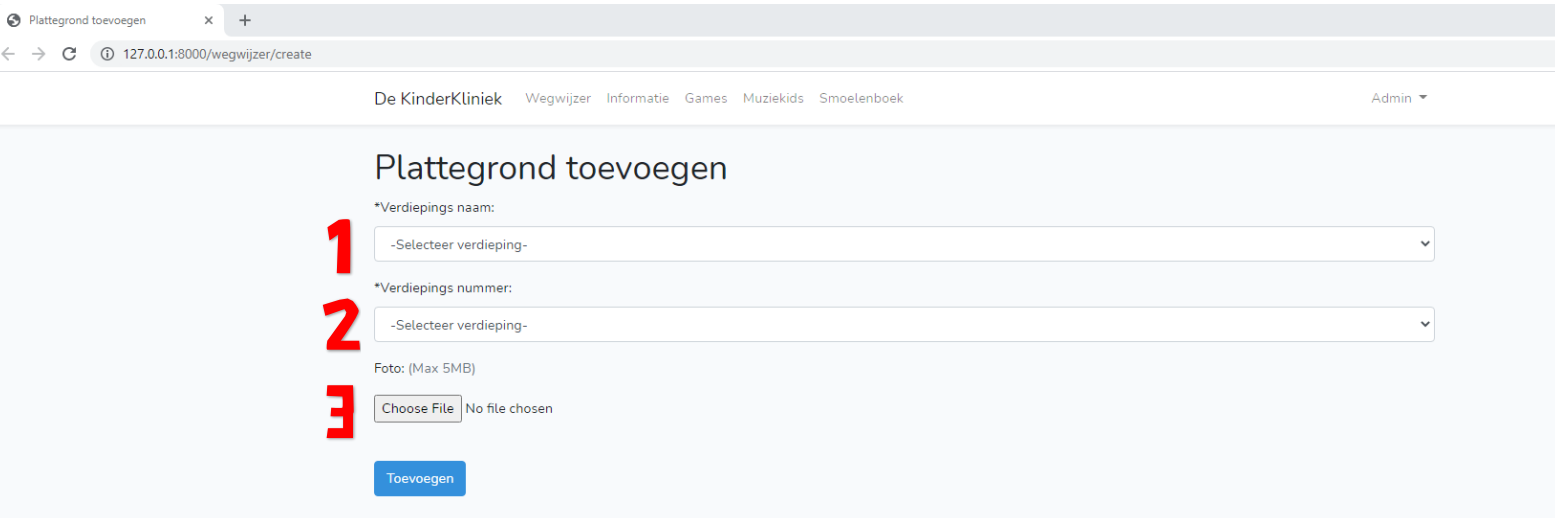 Plattegrond toevoegen
127.0.0.1:8000/wegwijzer/create
De KinderKliniek Wegwijzer Informatie Games Muziekids Smoelenboek Admin
Plattegrond toevoegen
*Verdiepings naam:
1
-Selecteer verdieping-
*Verdiepings nummer:
2
-Selecteer verdieping-
Foto: (Max 5MB)
3
Choose File No file chosen
Toevoegen